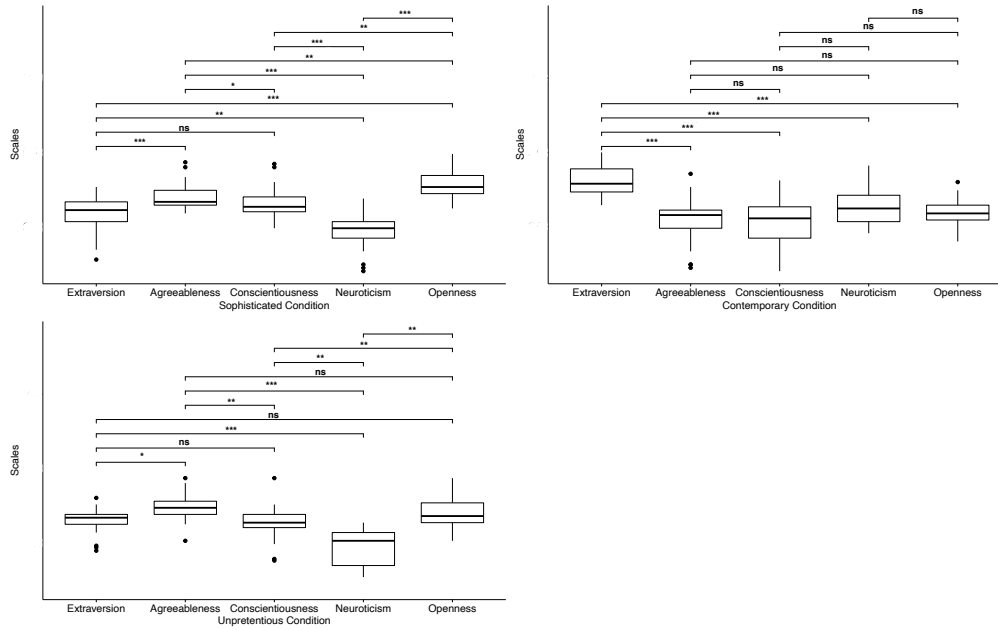 ***
**
***
**
***
*
***
**
ns
***
Scales
Extraversion Agreeableness Conscientiousness Neuroticism Openness
Sophisticated Condition
ns
ns
ns
ns
ns
ns
***
***
***
***
Scales
Extraversion Agreeableness Conscientiousness Neuroticism Openness
Contemporary Condition
**
**
**
ns
***
**
ns
***
ns
*
Scales
Extraversion Agreeableness Conscientiousness Neuroticism Openness
Unpretentious Condition